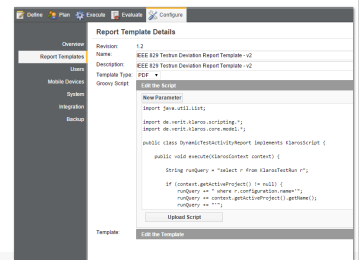 Define Plan Execute Evaluate Configure
Report Template
Overview
Report Templates
Users
Mobile Devices
System
Integration
Backup
Revision: 1.2
Name: IEEE 829 Testrun Deviation Report Template - v2
Description: IEEE 829 Testrun Deviation Report Template - v2
Template Type: PDF
Groovy Script: Edit the Script
New Parameter
import java.util.List;
import de.verit.klaros.scripting.*;
import de.verit.klaros.core.model.*;
public class DynamicTestActivityReport implements KlarosScript {
public void execute(KlarosContext context) {
String runQuery = "select r from KlarosTestRun r";
if (context.getActiveProject() != null) {
runQuery += " where r.configuration.name='";
runQuery += context.getActiveProject().getName();
runQuery += "'";
Upload Script
Template: Edit the Template